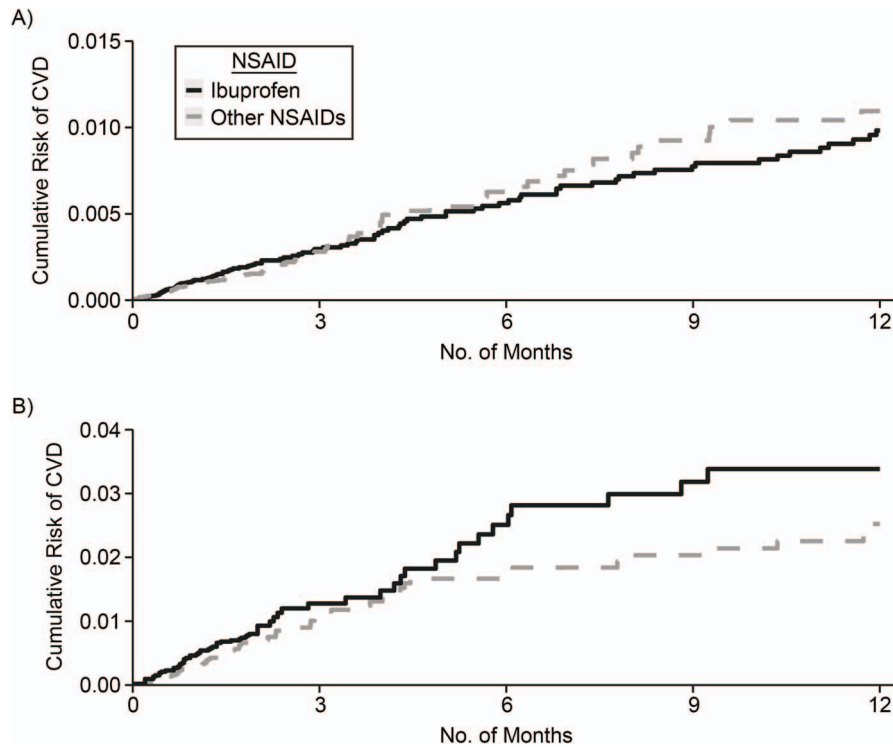 A)
0.015
0.010
0.005
0.000
Cumulative Risk of CVD
NSAID
Ibuprofen
Other NSAIDs
0 3 6 9 12
No. of Months
B)
0.04
0.03
0.02
0.01
0.00
Cumulative Risk of CVD
0 3 6 9 12
No. of Months